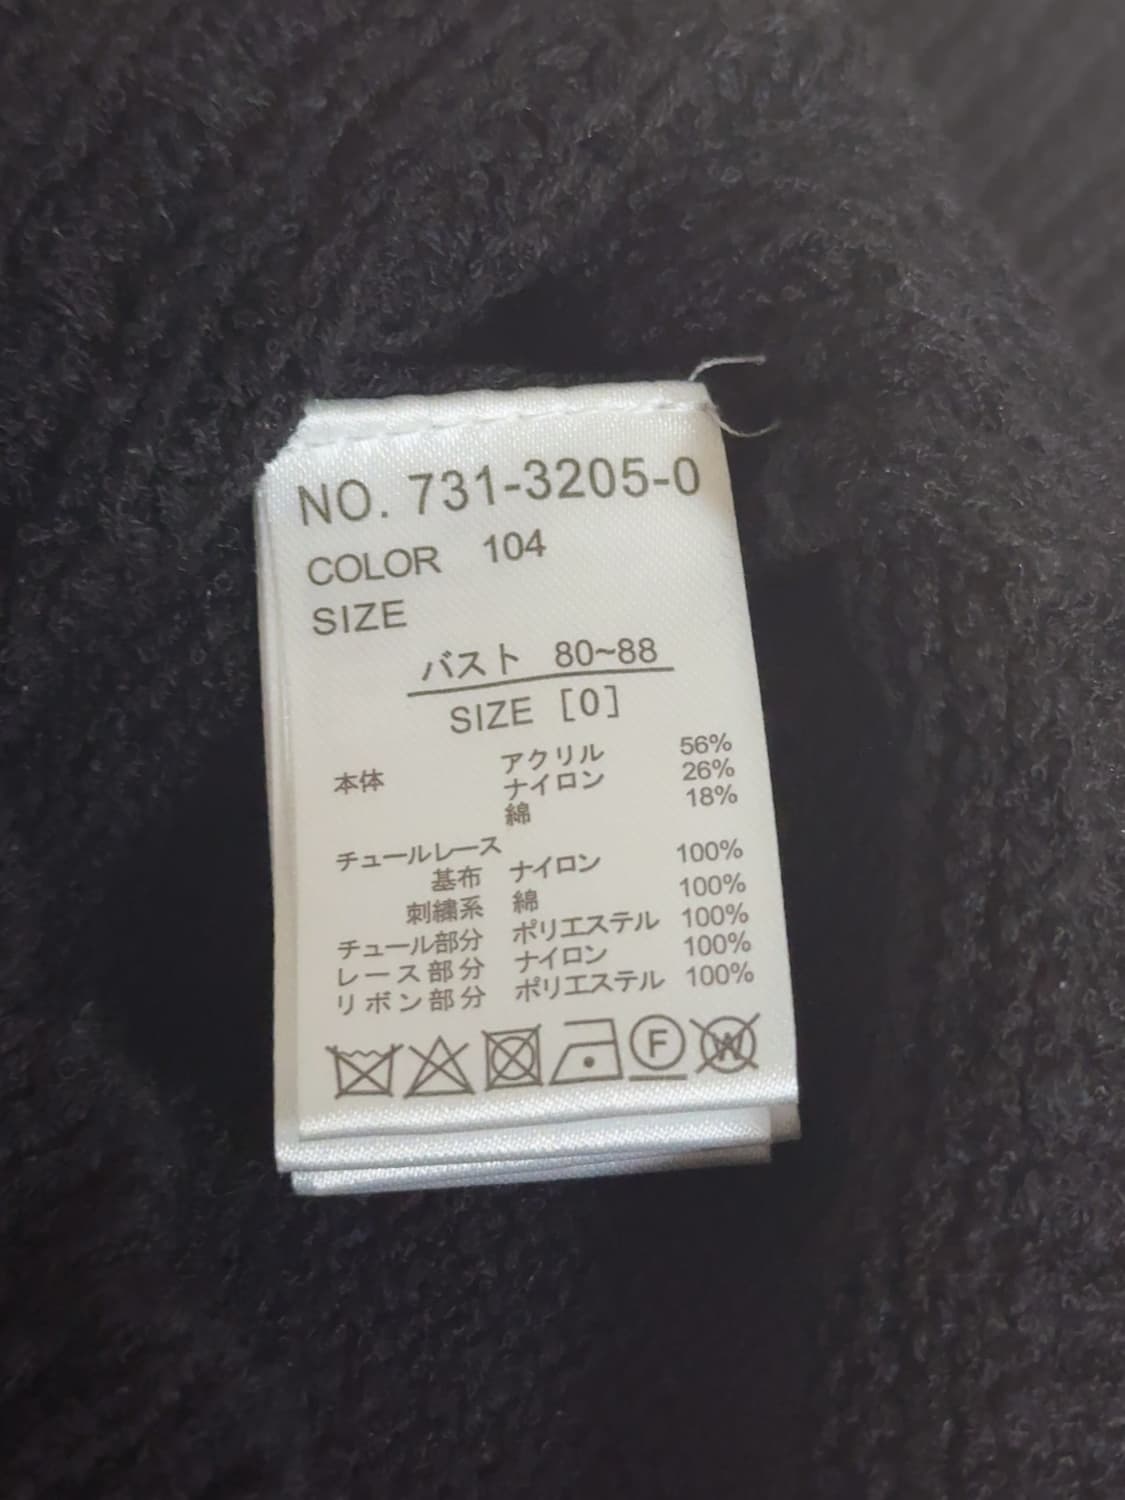 NO. 731-3205-0
COLOR 104
SIZE
バスト 80~88
SIZE [0]
本体 アクリル 56%
ナイロン 26%
綿 18%
チュールレース
基布 ナイロン 100%
刺繍系 綿 100%
チュール部分 ポリエステル 100%
レース部分 ナイロン 100%
リボン部分 ポリエステル 100%
F W